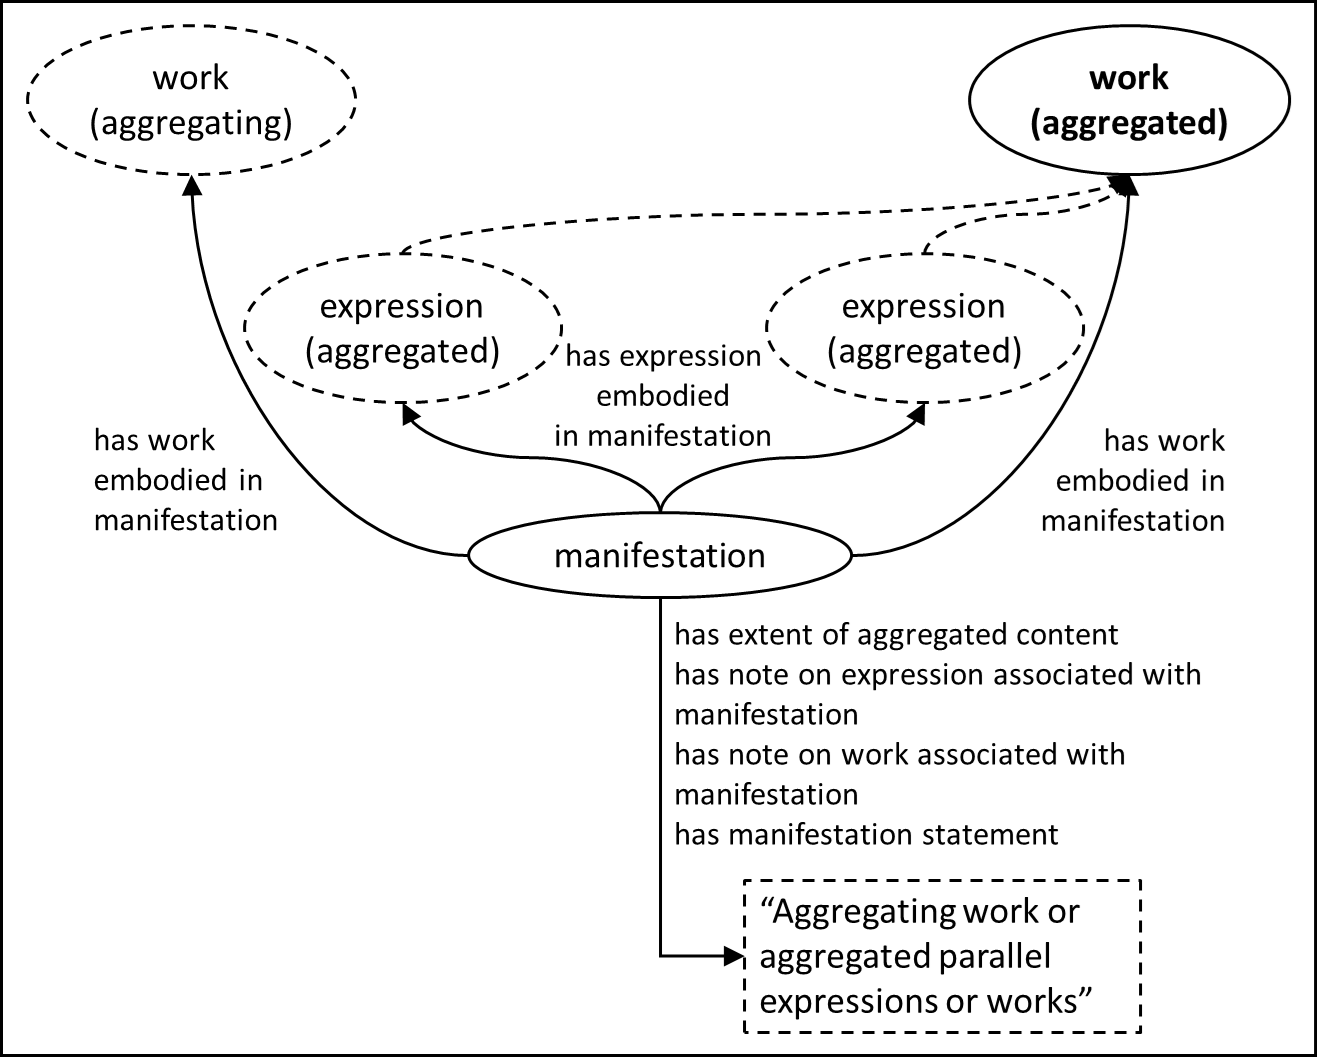 work
(aggregating)
work
(aggregated)
expression
(aggregated)
expression
(aggregated)
has expression
embodied
in manifestation
has work
embodied in
manifestation
has work
embodied in
manifestation
manifestation
has extent of aggregated content
has note on expression associated with
manifestation
has note on work associated with
manifestation
has manifestation statement
“Aggregating work or
aggregated parallel
expressions or works”